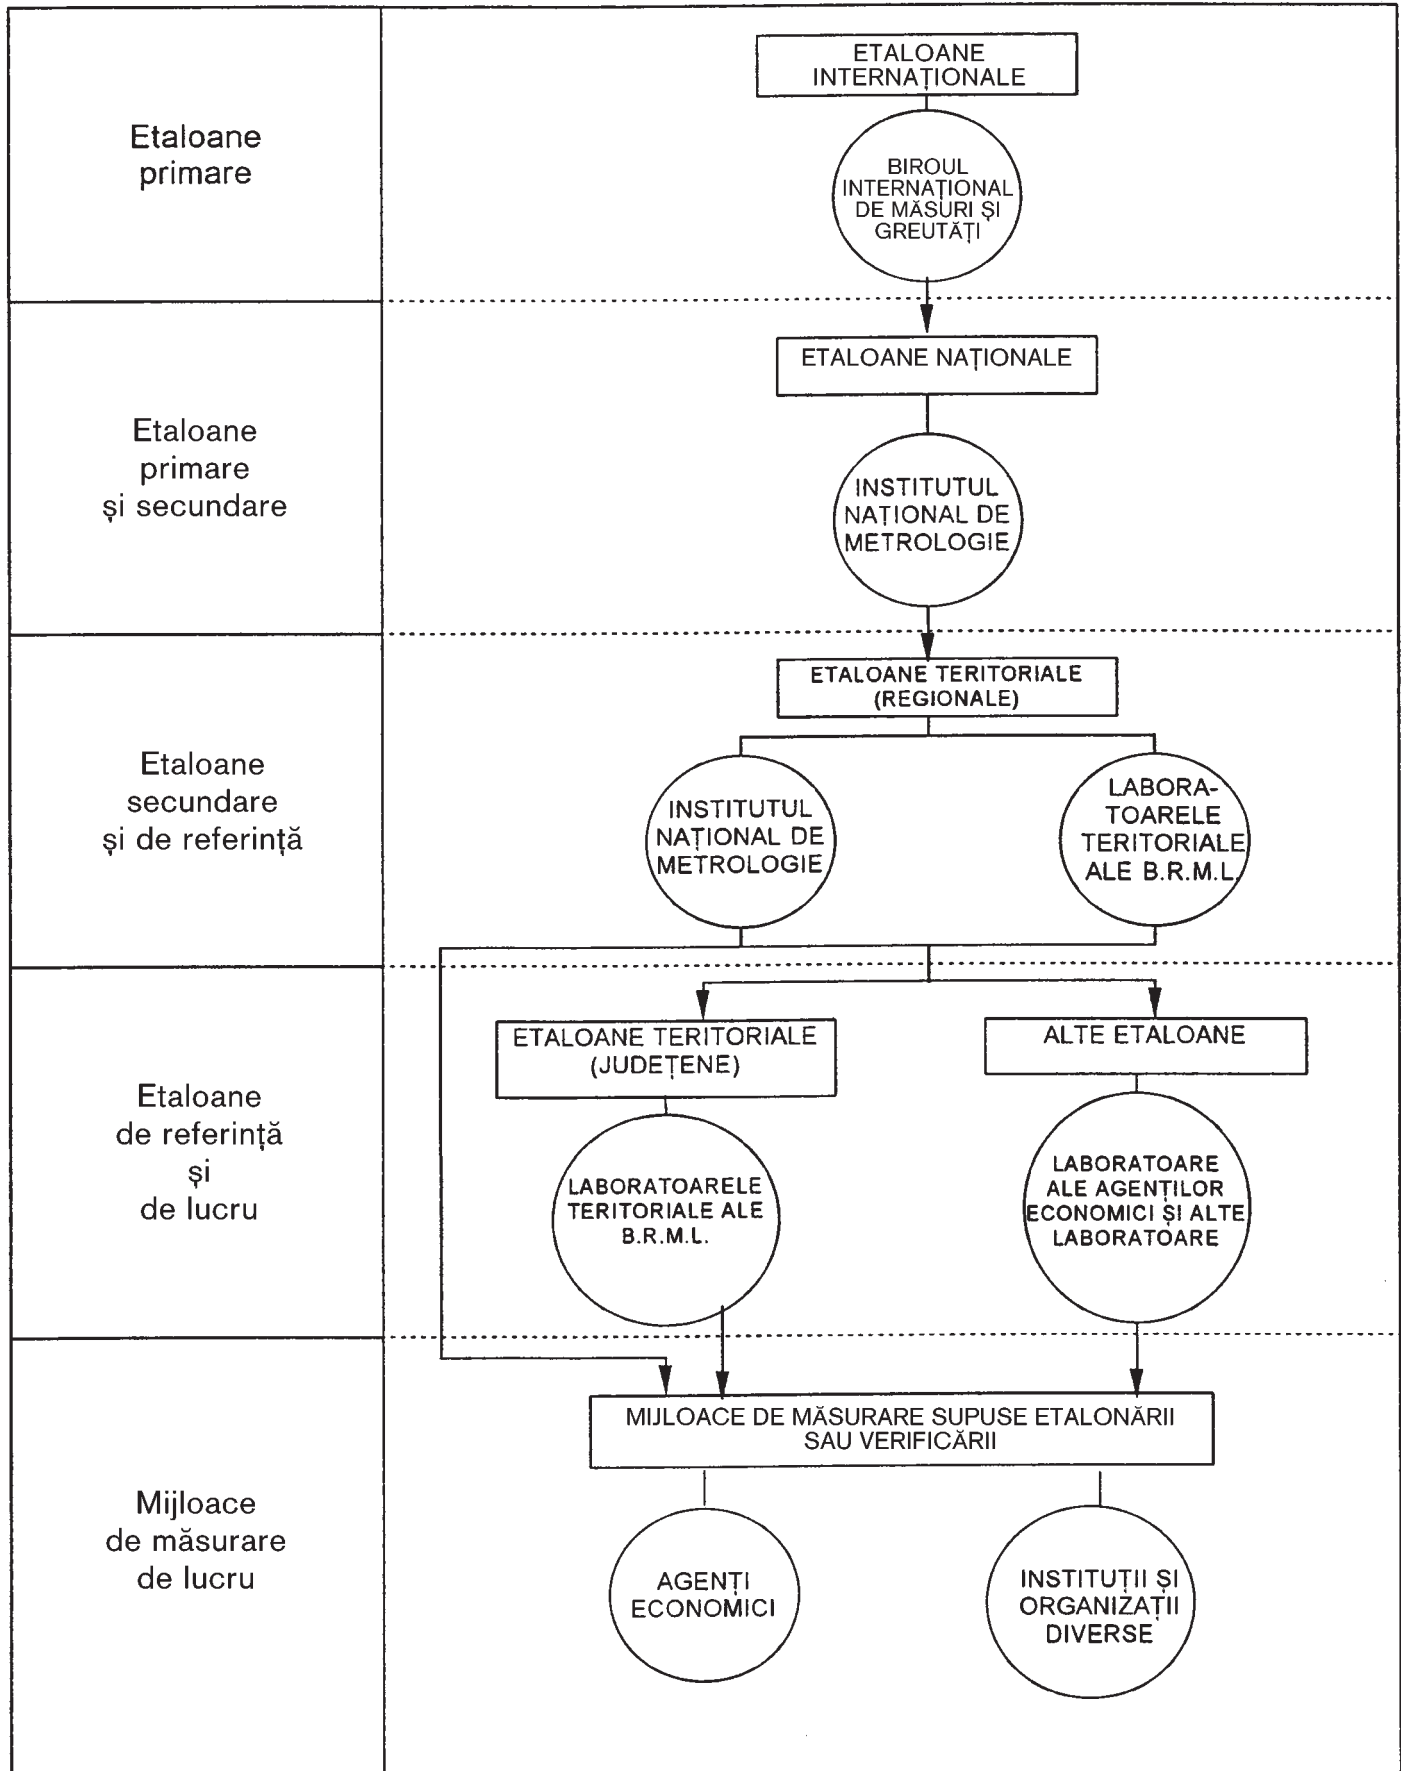 Etaloane
primare
ETALOANE
INTERNAȚIONALE
BIROUL
INTERNAȚIONAL
DE MĂSURI ȘI
GREUTĂȚI
Etaloane
primare
și secundare
ETALOANE NAȚIONALE
INSTITUTUL
NAȚIONAL DE
METROLOGIE
Etaloane
secundare
și de referință
ETALOANE TERITORIALE
(REGIONALE)
INSTITUTUL
NAȚIONAL DE
METROLOGIE
LABORA-
TOARELE
TERITORIALE
ALE B.R.M.L.
Etaloane
de referință
și
de lucru
ETALOANE TERITORIALE
(JUDEȚENE)
LABORATOARELE
TERITORIALE ALE
B.R.M.L.
ALTE ETALOANE
LABORATOARE
ALE AGENȚILOR
ECONOMICI ȘI ALTE
LABORATOARE
Mijloace
de măsurare
de lucru
MIJLOACE DE MĂSURARE SUPUSE ETALONĂRII
SAU VERIFICĂRII
AGENȚI
ECONOMICI
INSTITUȚII ȘI
ORGANIZAȚII
DIVERSE